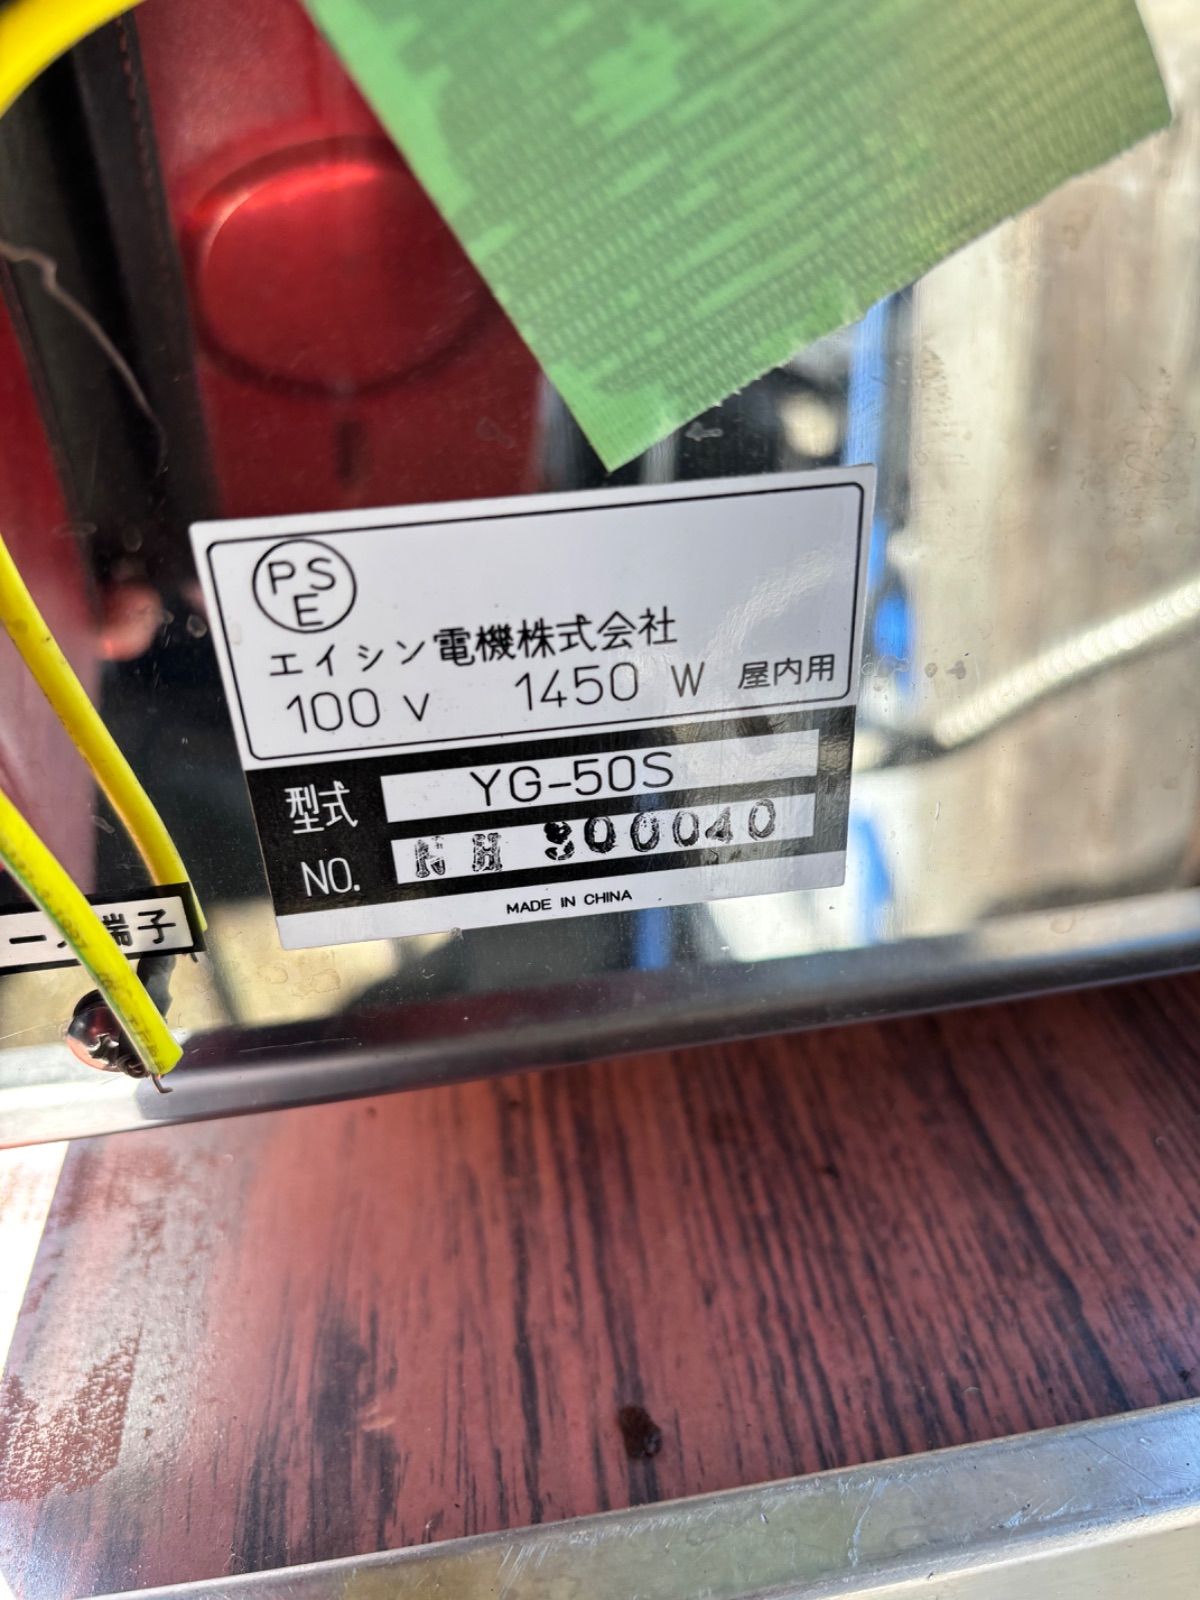 PSE
エイシン電機株式会社
100 V 1450 W 屋内用
型式 YG-50S
NO. 900040
MADE IN CHINA
端子